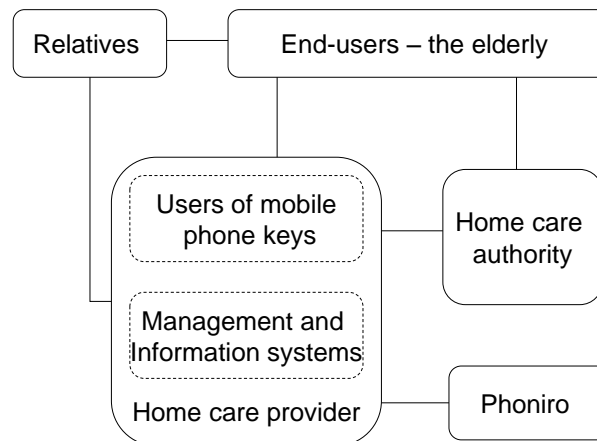 Relatives
End-users – the elderly
Users of mobile
phone keys
Home care
authority
Management and
Information systems
Home care provider
Phoniro